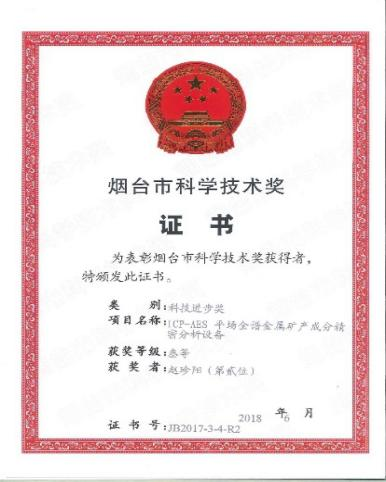 烟台市科学技术奖
证 书
为表彰烟台市科学技术奖获得者，
特颁发此证书。
类 别：科技进步奖
项目名称：ICP-AES 平场全谱金属矿产成分精
密分析设备
获奖等级：叁等
获 奖 者：赵珍阳（第贰位）
2018 年6 月
证 书 号：JB2017-3-4-R2